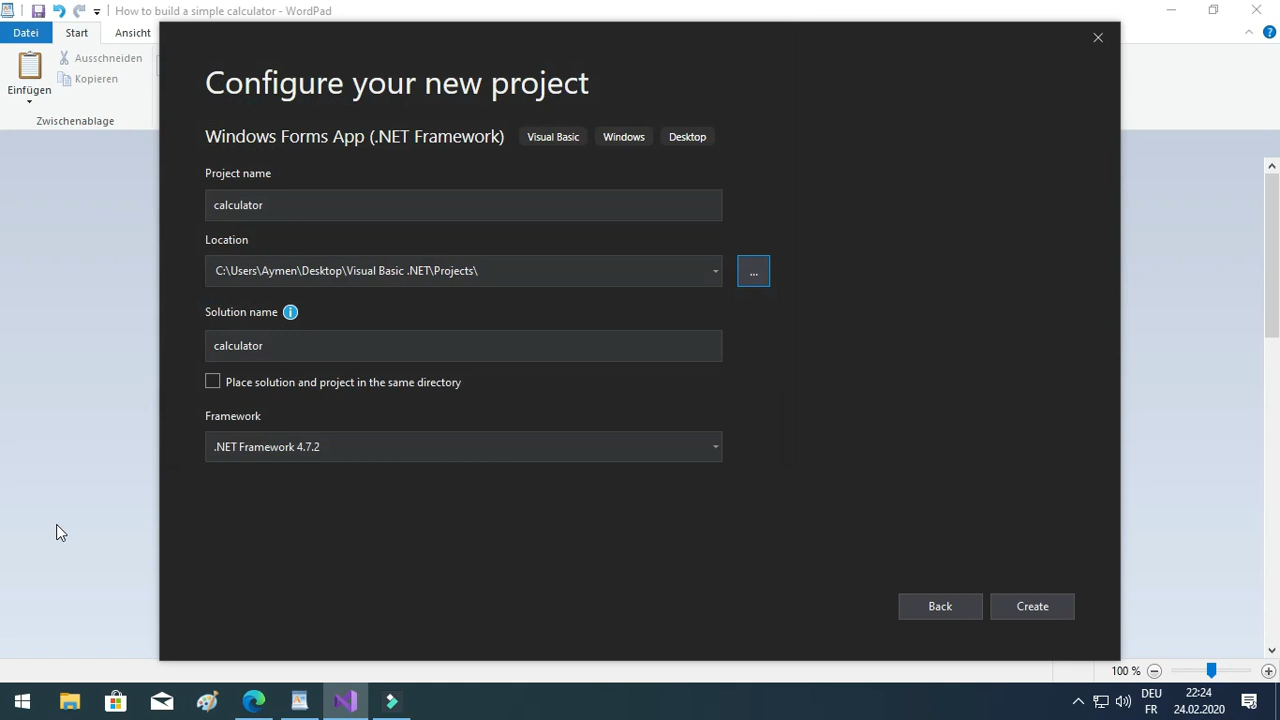 How to build a simple calculator - WordPad
Datei Start Ansicht
Ausschneiden
Kopieren
Einfügen
Zwischenablage
Configure your new project
Windows Forms App (.NET Framework) Visual Basic Windows Desktop
Project name
calculator
Location
C:\Users\Aymen\Desktop\Visual Basic .NET\Projects\ ...
Solution name
calculator
Place solution and project in the same directory
Framework
.NET Framework 4.7.2
Back Create
100 %
DEU 22:24
FR 24.02.2020